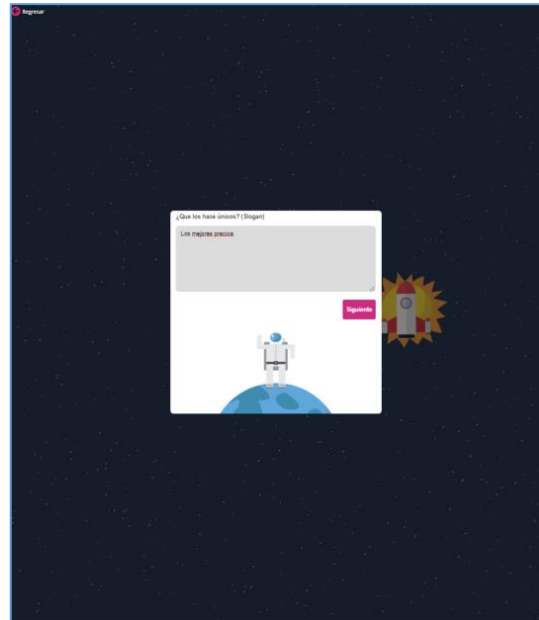 Regresar
¿Que los hace únicos? (Slogan)
Los mejores precios
Siguiente